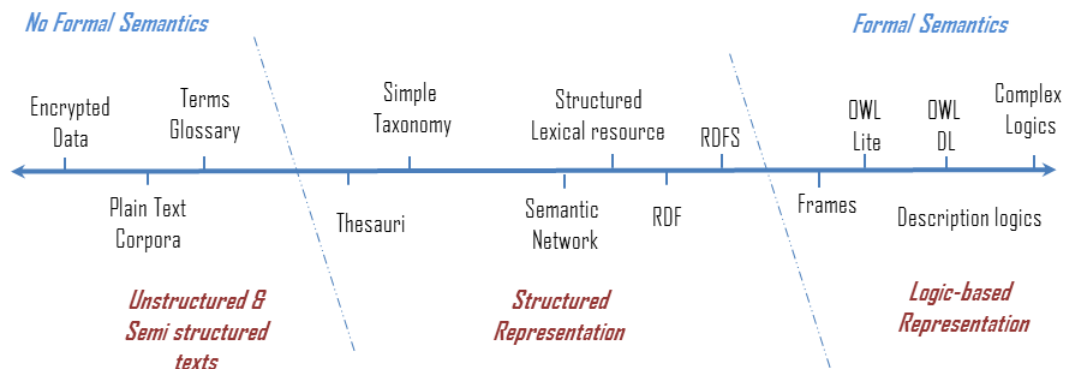 No Formal Semantics
Formal Semantics
Encrypted
Data
Terms
Glossary
Simple
Taxonomy
Structured
Lexical resource
RDFS
OWL
Lite
OWL
DL
Complex
Logics
Plain Text
Corpora
Thesauri
Semantic
Network
RDF
Frames
Description logics
Unstructured &
Semi structured
texts
Structured
Representation
Logic-based
Representation